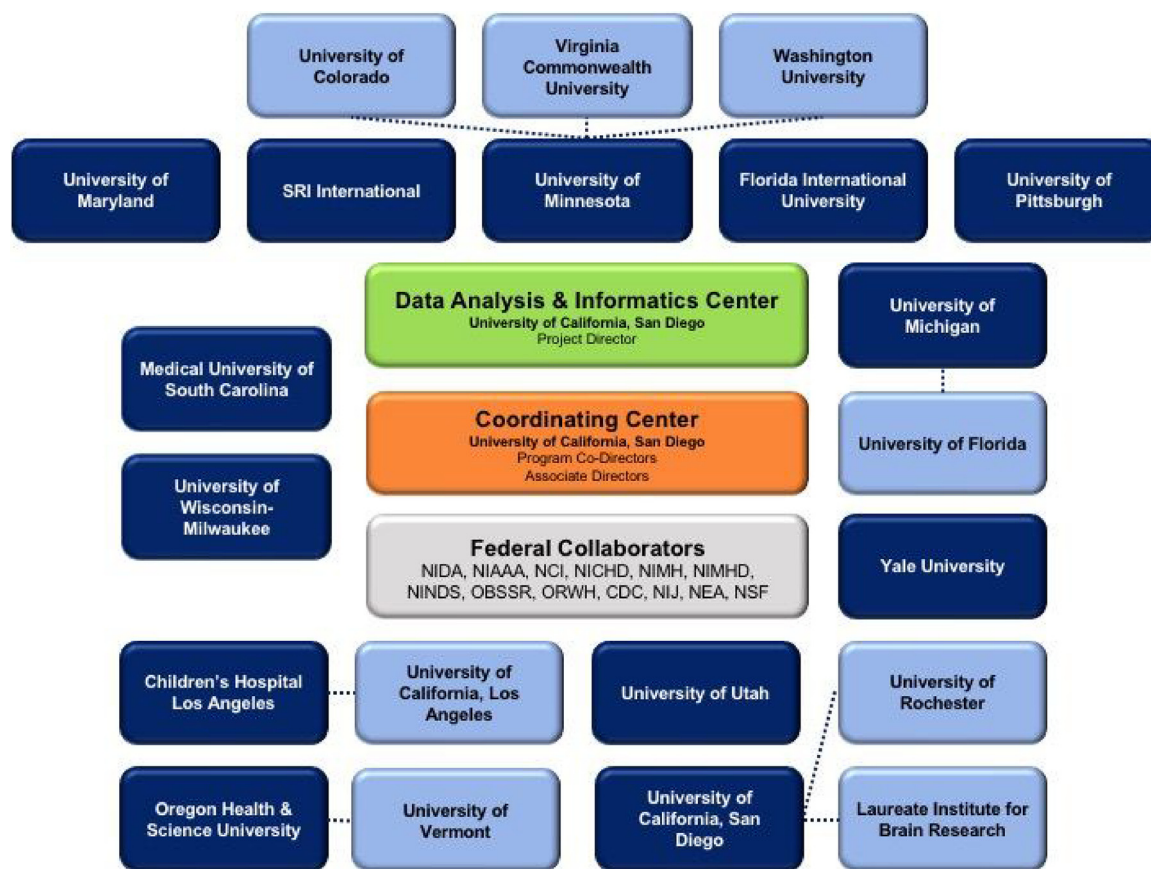 University of
Colorado
Virginia
Commonwealth
University
Washington
University
University of
Maryland
SRI International
University of
Minnesota
Florida International
University
University of
Pittsburgh
Data Analysis & Informatics Center
University of California, San Diego
Project Director
University of
Michigan
Medical University of
South Carolina
Coordinating Center
University of California, San Diego
Program Co-Directors
Associate Directors
University of Florida
University of
Wisconsin-
Milwaukee
Federal Collaborators
NIDA, NIAAA, NCI, NICHD, NIMH, NIMHD,
NINDS, OBSSR, ORWH, CDC, NIJ, NEA, NSF
Yale University
Children's Hospital
Los Angeles
University of
California, Los
Angeles
University of Utah
University of
Rochester
Oregon Health &
Science University
University of
Vermont
University of
California, San
Diego
Laureate Institute for
Brain Research